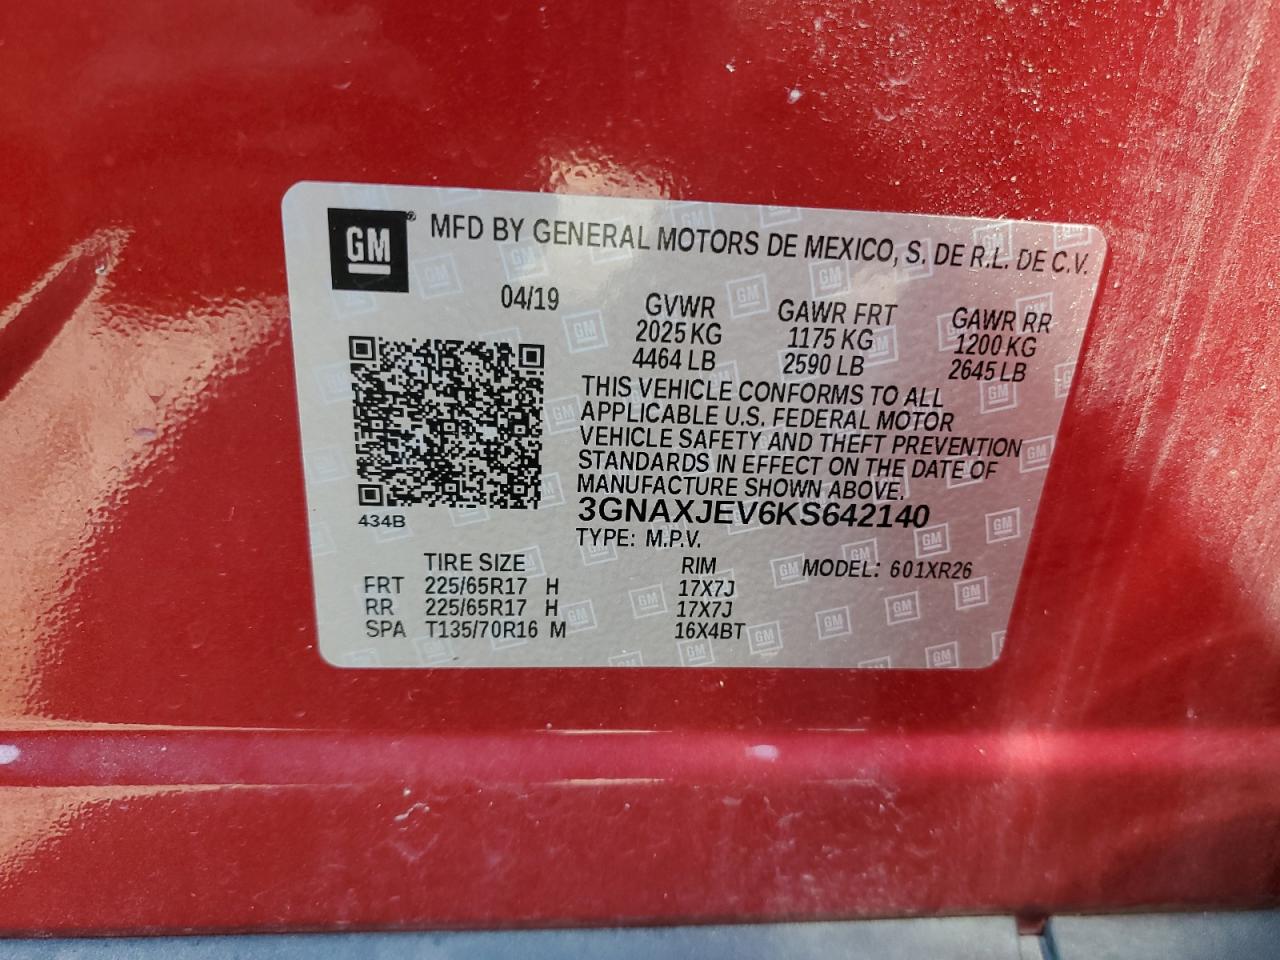 GM® MFD BY GENERAL MOTORS DE MEXICO, S. DE R.L. DE C.V.
04/19
GVWR GAWR FRT GAWR RR
2025 KG 1175 KG 1200 KG
4464 LB 2590 LB 2645 LB
THIS VEHICLE CONFORMS TO ALL
APPLICABLE U.S. FEDERAL MOTOR
VEHICLE SAFETY AND THEFT PREVENTION
STANDARDS IN EFFECT ON THE DATE OF
MANUFACTURE SHOWN ABOVE.
3GNAXJEV6KS642140
434B
TYPE: M.P.V.
TIRE SIZE RIM MODEL: 601XR26
FRT 225/65R17 H 17X7J
RR 225/65R17 H 17X7J
SPA T135/70R16 M 16X4BT